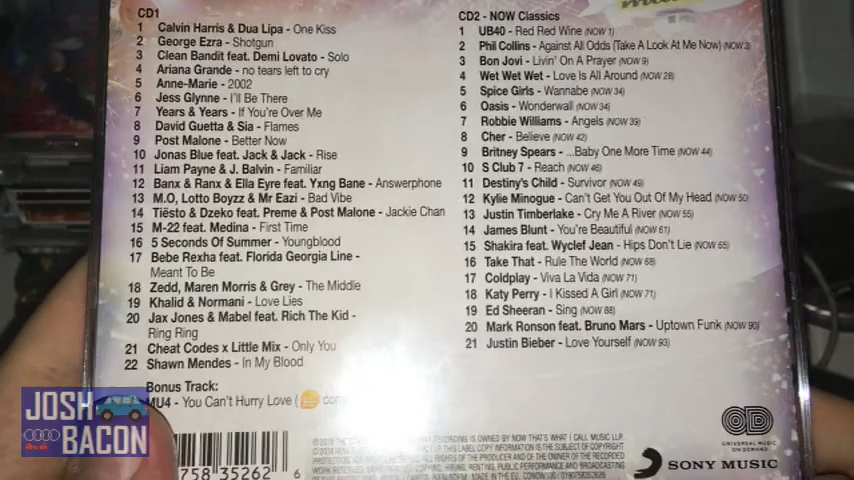 CD1
1 Calvin Harris & Dua Lipa - One Kiss
2 George Ezra - Shotgun
3 Clean Bandit feat. Demi Lovato - Solo
4 Ariana Grande - no tears left to cry
5 Anne-Marie - 2002
6 Jess Glynne - I'll Be There
7 Years & Years - If You're Over Me
8 David Guetta & Sia - Flames
9 Post Malone - Better Now
10 Jonas Blue feat. Jack & Jack - Rise
11 Liam Payne & J. Balvin - Familiar
12 Banx & Ranx & Ella Eyre feat. Yxng Bane - Answerphone
13 M.O, Lotto Boyzz & Mr Eazi - Bad Vibe
14 Tiësto & Dzeko feat. Preme & Post Malone - Jackie Chan
15 M-22 feat. Medina - First Time
16 5 Seconds Of Summer - Youngblood
17 Bebe Rexha feat. Florida Georgia Line -
Meant To Be
18 Zedd, Maren Morris & Grey - The Middle
19 Khalid & Normani - Love Lies
20 Jax Jones & Mabel feat. Rich The Kid -
Ring Ring
21 Cheat Codes x Little Mix - Only You
22 Shawn Mendes - In My Blood
Bonus Track:
MU4 - You Can't Hurry Love (
CD2 - NOW Classics
1 UB40 - Red Red Wine (NOW 1)
2 Phil Collins - Against All Odds (Take A Look At Me Now) (NOW 3)
3 Bon Jovi - Livin' On A Prayer (NOW 9)
4 Wet Wet Wet - Love Is All Around (NOW 28)
5 Spice Girls - Wannabe (NOW 34)
6 Oasis - Wonderwall (NOW 34)
7 Robbie Williams - Angels (NOW 39)
8 Cher - Believe (NOW 42)
9 Britney Spears - ...Baby One More Time (NOW 44)
10 S Club 7 - Reach (NOW 46)
11 Destiny's Child - Survivor (NOW 49)
12 Kylie Minogue - Can't Get You Out Of My Head (NOW 50)
13 Justin Timberlake - Cry Me A River (NOW 55)
14 James Blunt - You're Beautiful (NOW 61)
15 Shakira feat. Wyclef Jean - Hips Don't Lie (NOW 65)
16 Take That - Rule The World (NOW 68)
17 Coldplay - Viva La Vida (NOW 71)
18 Katy Perry - I Kissed A Girl (NOW 71)
19 Ed Sheeran - Sing (NOW 88)
20 Mark Ronson feat. Bruno Mars - Uptown Funk (NOW 90)
21 Justin Bieber - Love Yourself (NOW 93)
JOSH
BACON
758 35262 6
RECORDING IS OWNED BY NOW THAT'S WHAT I CALL MUSIC LLP
UNIVERSAL MUSIC
ON DEMAND
SONY MUSIC